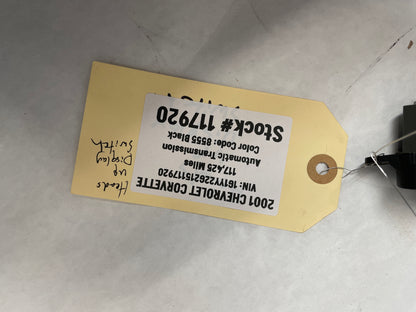 2001 CHEVROLET CORVETTE
VIN: 1G1YY22G215117920
117,425 Miles
Automatic Transmission
Color Code: 8555 Black
Stock# 117920
Heads
up
Display
Switch